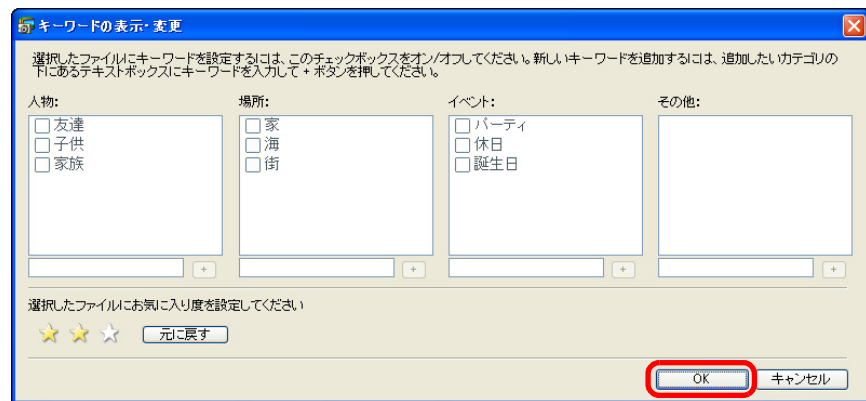 キーワードの表示・変更
選択したファイルにキーワードを設定するには、このチェックボックスをオン/オフしてください。新しいキーワードを追加するには、追加したいカテゴリの
下にあるテキストボックスにキーワードを入力して + ボタンを押してください。
人物: 場所: イベント: その他:
友達 家 パーティ
子供 海 休日
家族 街 誕生日
+ + + +
選択したファイルにお気に入り度を設定してください
元に戻す
OK キャンセル